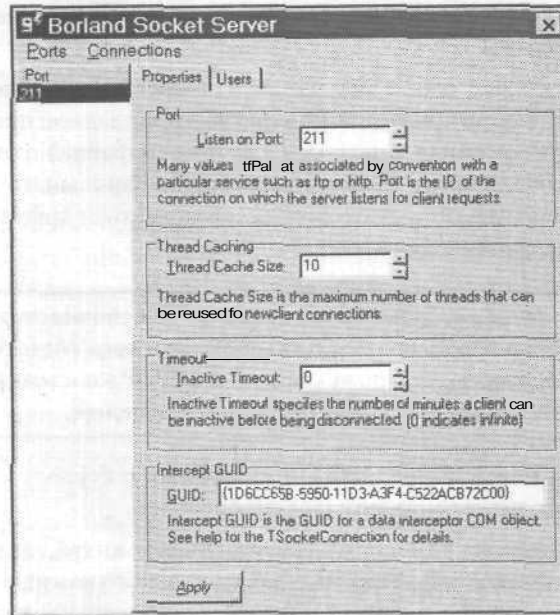 Borland Socket Server
Ports Connections
Port
211
Properties Users
Port
Listen on Port: 211
Many values tfPal at associated by convention with a
particular service such as ftp or http. Port is the ID of the
connection on which the server listens for client requests.
Thread Caching
Thread Cache Size: 10
Thread Cache Size is the maximum number of threads that can
be reused fo newclient connections.
Timeout
Inactive Timeout: 0
Inactive Timeout specifes the number of minutes a client can
be inactive before being disconnected. (0 indicates infinite)
Intercept GUID
GUID: {1D6CC65B-5950-11D3-A3F4-C522ACB72C00}
Intercept GUID is the GUID for a data interceptor COM object.
See help for the TSocketConnection for details.
Apply